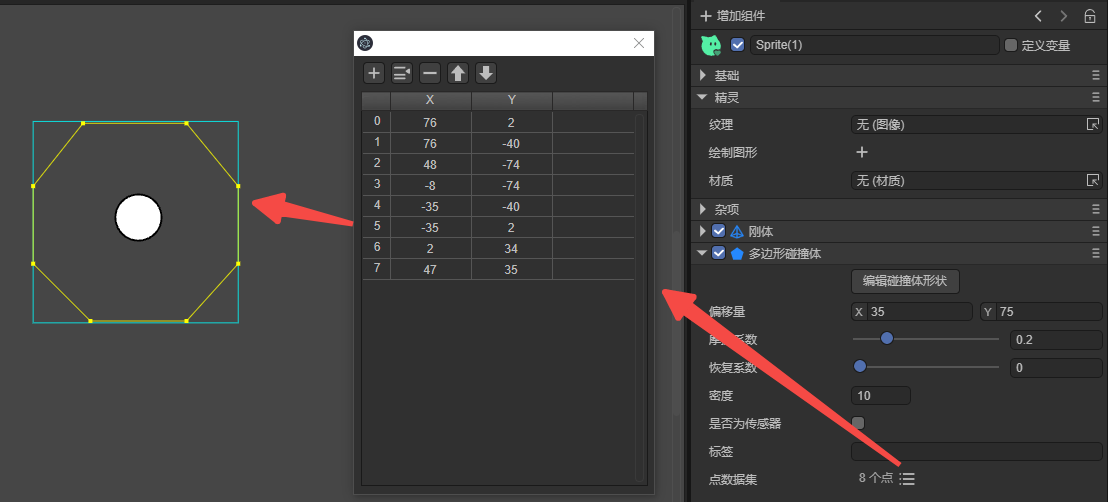 X Y
0 76 2
1 76 -40
2 48 -74
3 -8 -74
4 -35 -40
5 -35 2
6 2 34
7 47 35
增加组件
Sprite(1) 定义变量
基础
精灵
纹理 无 (图像)
绘制图形
材质 无 (材质)
杂项
刚体
多边形碰撞体
编辑碰撞体形状
偏移量 X 35 Y 75
系数 0.2
恢复系数 0
密度 10
是否为传感器
标签
点数据集 8 个点